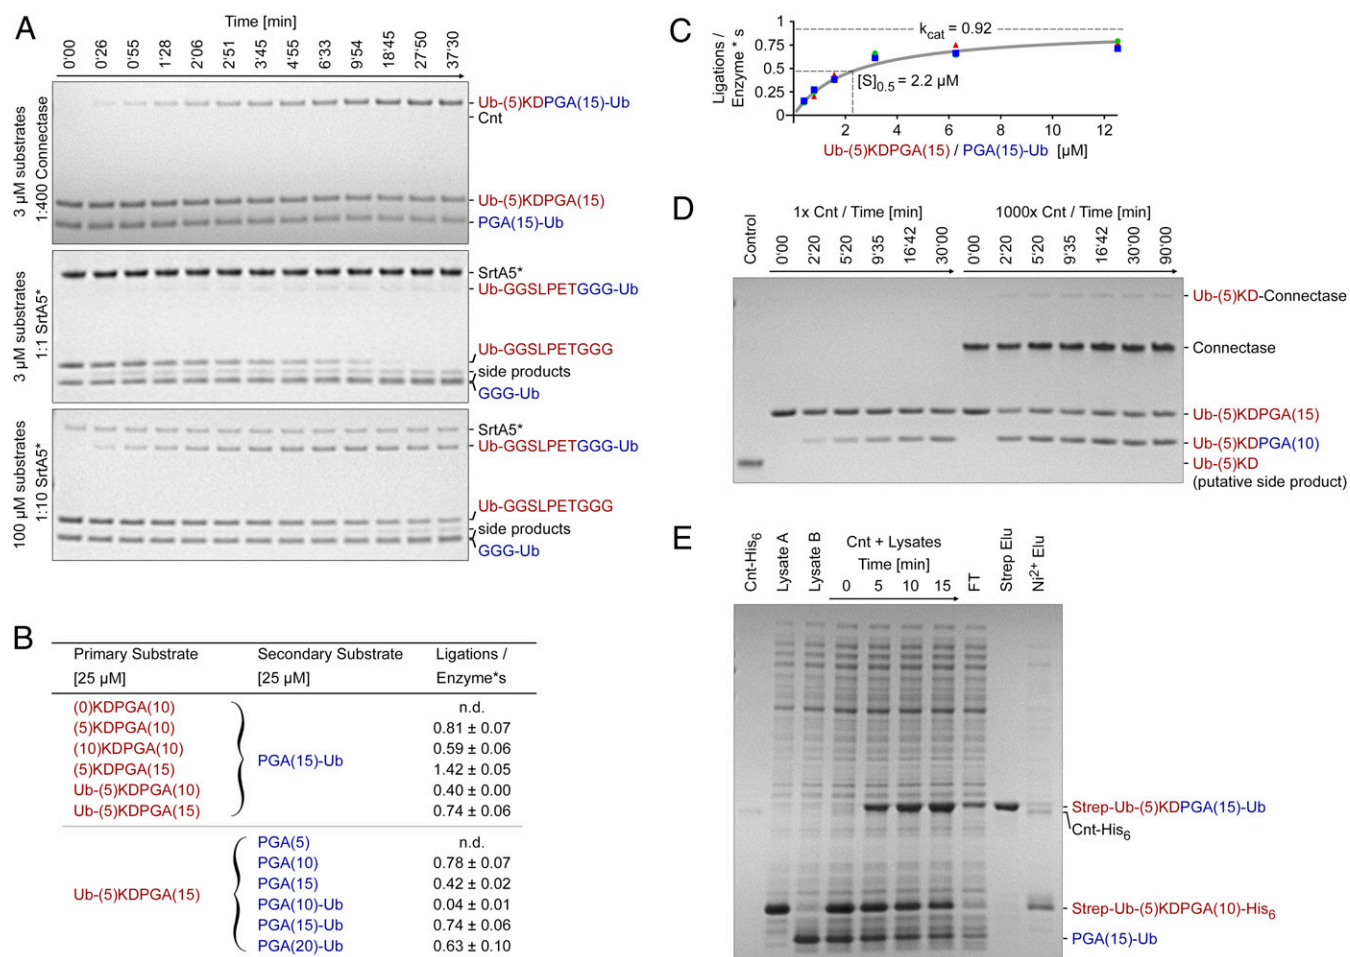 A
Time [min]
0'00 0'26 0'55 1'28 2'06 2'51 3'45 4'55 6'33 9'54 18'45 27'50 37'30
3 µM substrates
1:400 Connectase
Ub-(5)KDPGA(15)-Ub
Cnt
Ub-(5)KDPGA(15)
PGA(15)-Ub
3 µM substrates
1:1 SrtA5*
SrtA5*
Ub-GGSLPETGGG-Ub
Ub-GGSLPETGGG
side products
GGG-Ub
100 µM substrates
1:10 SrtA5*
SrtA5*
Ub-GGSLPETGGG-Ub
Ub-GGSLPETGGG
side products
GGG-Ub
B
Primary Substrate Secondary Substrate Ligations /
[25 µM] [25 µM] Enzyme*s
(0)KDPGA(10) n.d.
(5)KDPGA(10) 0.81 ± 0.07
(10)KDPGA(10) 0.59 ± 0.06
PGA(15)-Ub
(5)KDPGA(15) 1.42 ± 0.05
Ub-(5)KDPGA(10) 0.40 ± 0.00
Ub-(5)KDPGA(15) 0.74 ± 0.06
PGA(5) n.d.
PGA(10) 0.78 ± 0.07
PGA(15) 0.42 ± 0.02
Ub-(5)KDPGA(15)
PGA(10)-Ub 0.04 ± 0.01
PGA(15)-Ub 0.74 ± 0.06
PGA(20)-Ub 0.63 ± 0.10
C
Ligations /
Enzyme * s
1
0.75
0.5
0.25
kcat = 0.92
[S]0.5 = 2.2 µM
2 4 6 8 10 12
Ub-(5)KDPGA(15) / PGA(15)-Ub [µM]
D
1x Cnt / Time [min] 1000x Cnt / Time [min]
Control 0'00 2'20 5'20 9'35 16'42 30'00 0'00 2'20 5'20 9'35 16'42 30'00 90'00
Ub-(5)KD-Connectase
Connectase
Ub-(5)KDPGA(15)
Ub-(5)KDPGA(10)
Ub-(5)KD
(putative side product)
E
Cnt-His6 Lysate A Lysate B
Cnt + Lysates
Time [min]
0 5 10 15
FT Strep Elu Ni2+ Elu
Strep-Ub-(5)KDPGA(15)-Ub
Cnt-His6
Strep-Ub-(5)KDPGA(10)-His6
PGA(15)-Ub